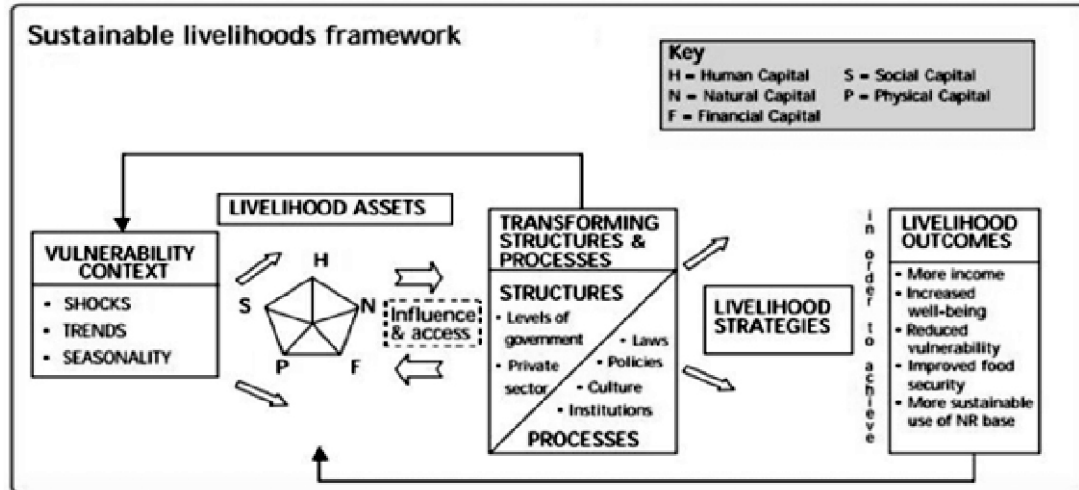 Sustainable livelihoods framework
Key
H = Human Capital S = Social Capital
N = Natural Capital P = Physical Capital
F = Financial Capital
LIVELIHOOD ASSETS
VULNERABILITY
CONTEXT
• SHOCKS
• TRENDS
• SEASONALITY
H
S
N
P
F
Influence
& access
TRANSFORMING
STRUCTURES &
PROCESSES
STRUCTURES
• Levels of
government
• Private
sector
• Laws
• Policies
• Culture
• Institutions
PROCESSES
LIVELIHOOD
STRATEGIES
in order to achieve
LIVELIHOOD
OUTCOMES
• More income
• Increased
well-being
• Reduced
vulnerability
• Improved food
security
• More sustainable
use of NR base